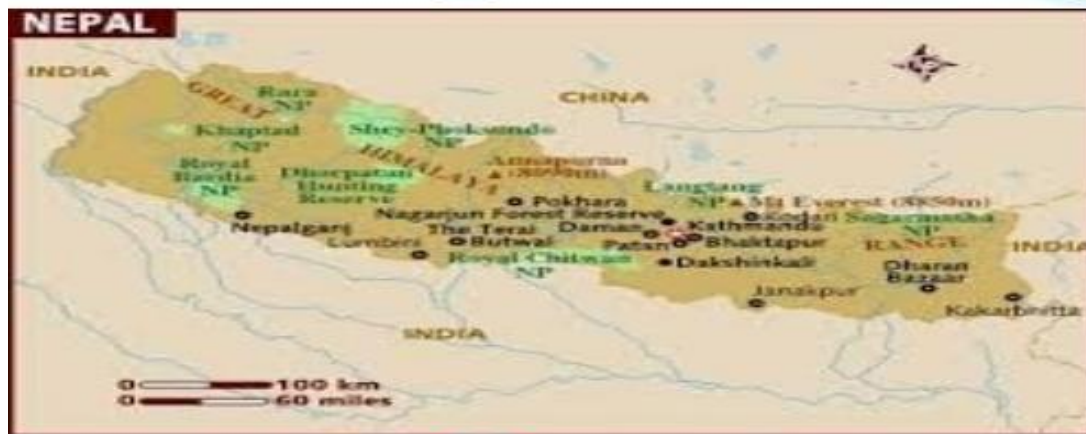 NEPAL
INDIA
CHINA
GREAT
HIMALAYA
RANGE
Rara
NP
Khaptad
NP
Royal
Bardia
NP
Shey-Phoksundo
NP
Dhorpatan
Hunting
Reserve
Annapurna
(8090m)
Langtang
NP
Mt Everest (8850m)
Pokhara
Nagarjun Forest Reserve
Kathmandu
Kodari
Sagarmatha
NP
Nepalganj
The Terai
Daman
Lumbini
Butwal
Patan
Bhaktapur
INDIA
Royal Chitwan
NP
Dakshinkali
Dharan
Bazaar
Janakpur
Kakarbhitta
INDIA
0 100 km
0 60 miles